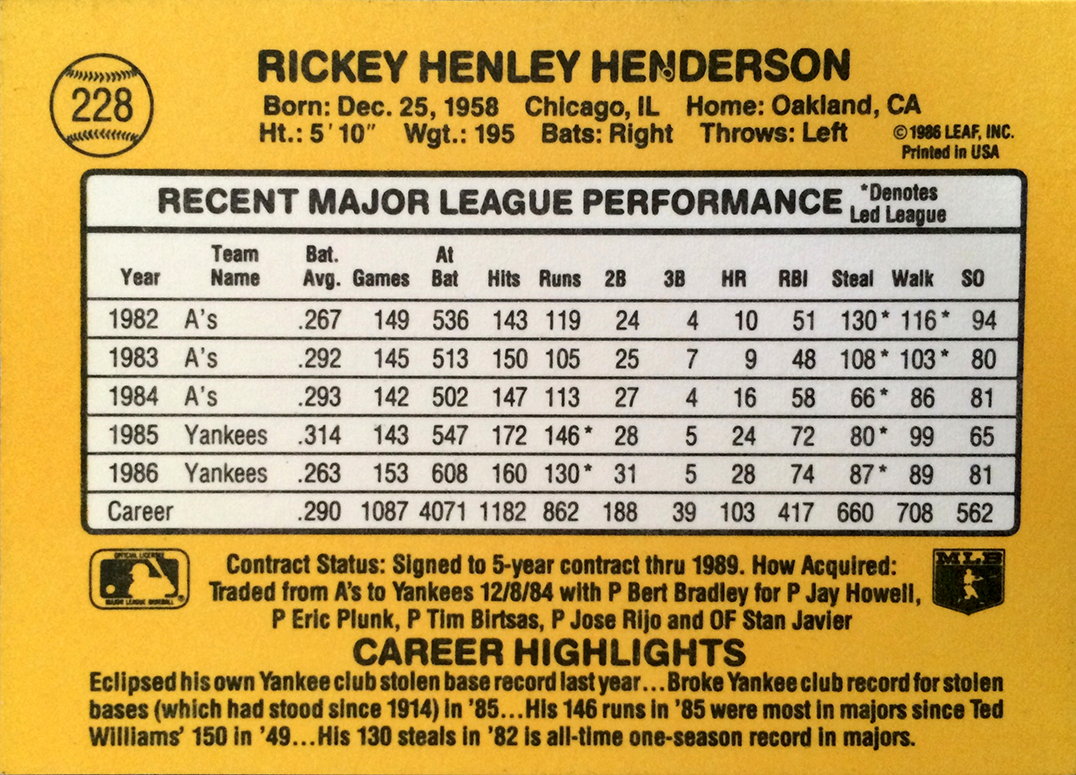 228
RICKEY HENLEY HENDERSON
Born: Dec. 25, 1958 Chicago, IL Home: Oakland, CA
Ht.: 5' 10" Wgt.: 195 Bats: Right Throws: Left
©1986 LEAF, INC.
Printed in USA
RECENT MAJOR LEAGUE PERFORMANCE *Denotes Led League
Year Team Name Bat. Avg. Games At Bat Hits Runs 2B 3B HR RBI Steal Walk SO
1982 A's .267 149 536 143 119 24 4 10 51 130* 116* 94
1983 A's .292 145 513 150 105 25 7 9 48 108* 103* 80
1984 A's .293 142 502 147 113 27 4 16 58 66* 86 81
1985 Yankees .314 143 547 172 146* 28 5 24 72 80* 99 65
1986 Yankees .263 153 608 160 130* 31 5 28 74 87* 89 81
Career .290 1087 4071 1182 862 188 39 103 417 660 708 562
OFFICIAL LICENSEE
MAJOR LEAGUE BASEBALL
Contract Status: Signed to 5-year contract thru 1989. How Acquired:
Traded from A's to Yankees 12/8/84 with P Bert Bradley for P Jay Howell,
P Eric Plunk, P Tim Birtsas, P Jose Rijo and OF Stan Javier
MLB
CAREER HIGHLIGHTS
Eclipsed his own Yankee club stolen base record last year...Broke Yankee club record for stolen
bases (which had stood since 1914) in '85...His 146 runs in '85 were most in majors since Ted
Williams' 150 in '49...His 130 steals in '82 is all-time one-season record in majors.